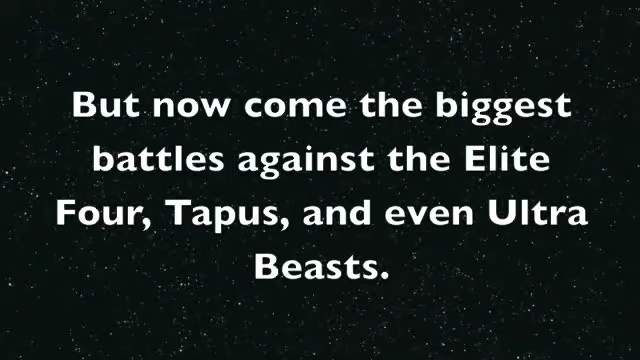 But now come the biggest
battles against the Elite
Four, Tapus, and even Ultra
Beasts.